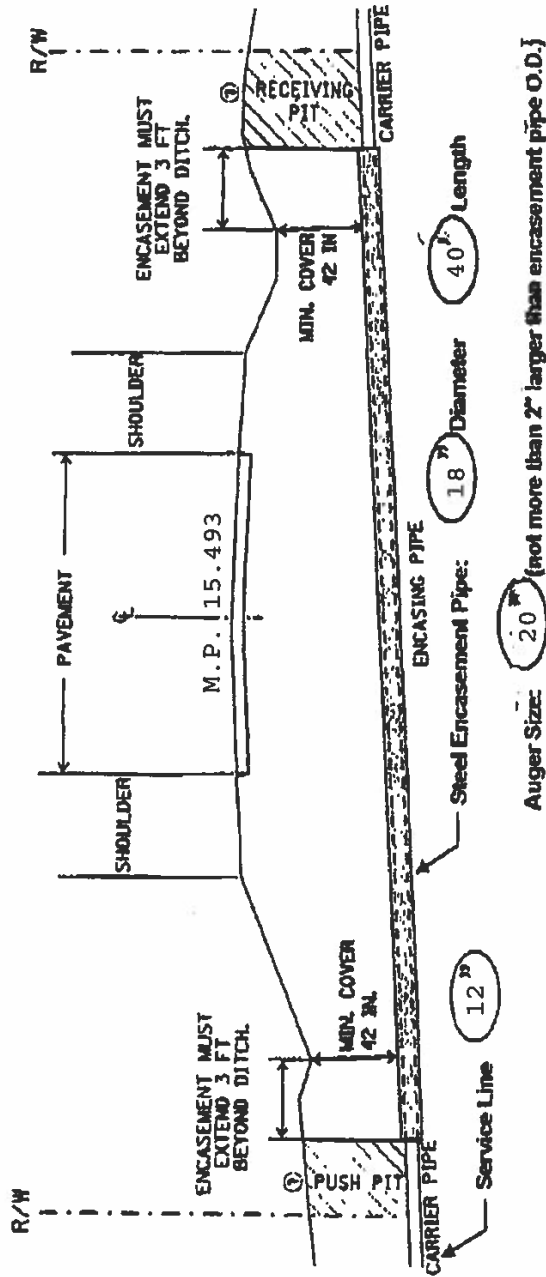 R/W
R/W
PAVEMENT
SHOULDER
SHOULDER
ENCASEMENT MUST
EXTEND 3 FT
BEYOND DITCH.
ENCASEMENT MUST
EXTEND 3 FT
BEYOND DITCH.
M.P. 15.493
MIN. COVER
42 IN.
MIN. COVER
42 IN
PUSH PIT
RECEIVING
PIT
CARRIER PIPE
ENCASING PIPE
CARRIER PIPE
Service Line 12"
Steel Encasement Pipe: 18" Diameter 40" Length
Auger Size: 20" (not more than 2" larger than encasement pipe O.D.)